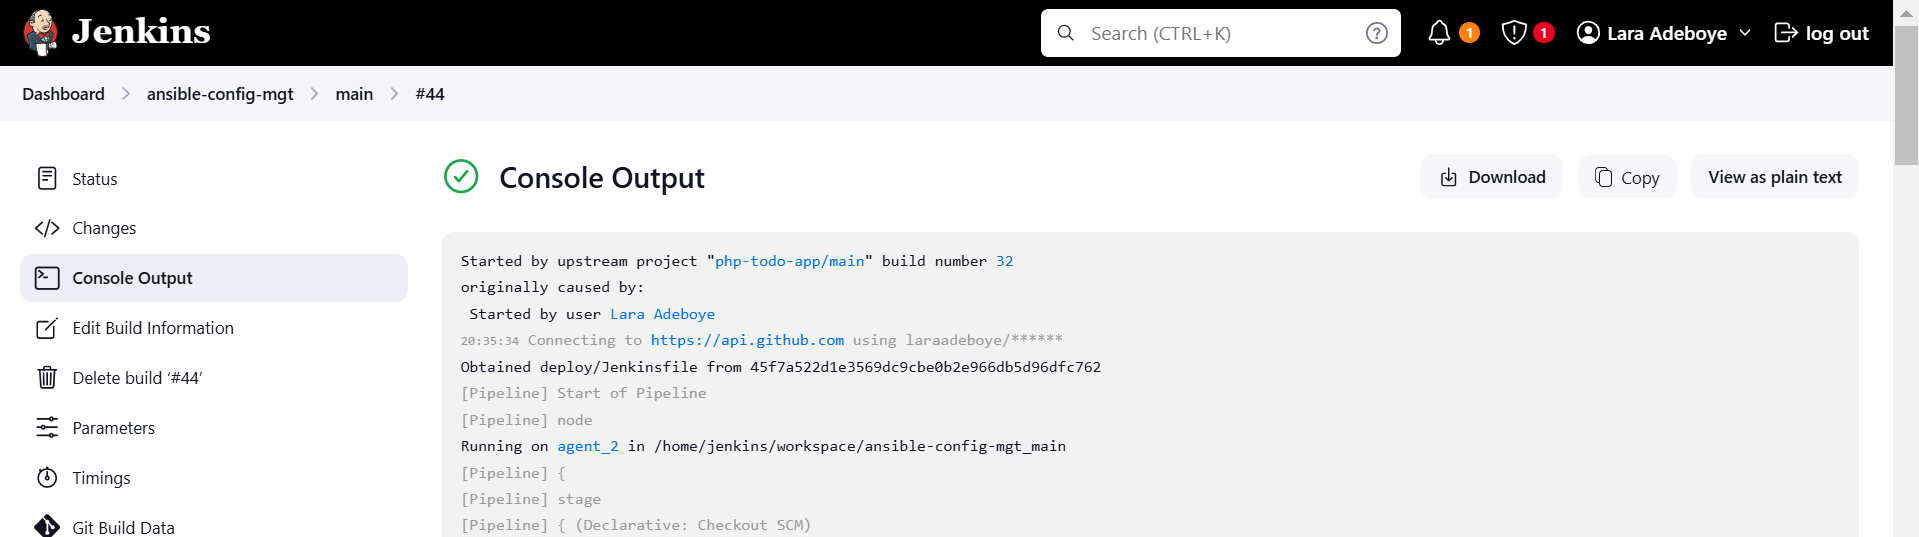 Jenkins
Search (CTRL+K)
?
1
1
Lara Adeboye
log out
Dashboard > ansible-config-mgt > main > #44
Status
Changes
Console Output
Edit Build Information
Delete build ‘#44’
Parameters
Timings
Git Build Data
Console Output
Download
Copy
View as plain text
Started by upstream project "php-todo-app/main" build number 32
originally caused by:
Started by user Lara Adeboye
20:35:34 Connecting to https://api.github.com using laraadeboye/******
Obtained deploy/Jenkinsfile from 45f7a522d1e3569dc9cbe0b2e966db5d96dfc762
[Pipeline] Start of Pipeline
[Pipeline] node
Running on agent_2 in /home/jenkins/workspace/ansible-config-mgt_main
[Pipeline] {
[Pipeline] stage
[Pipeline] { (Declarative: Checkout SCM)